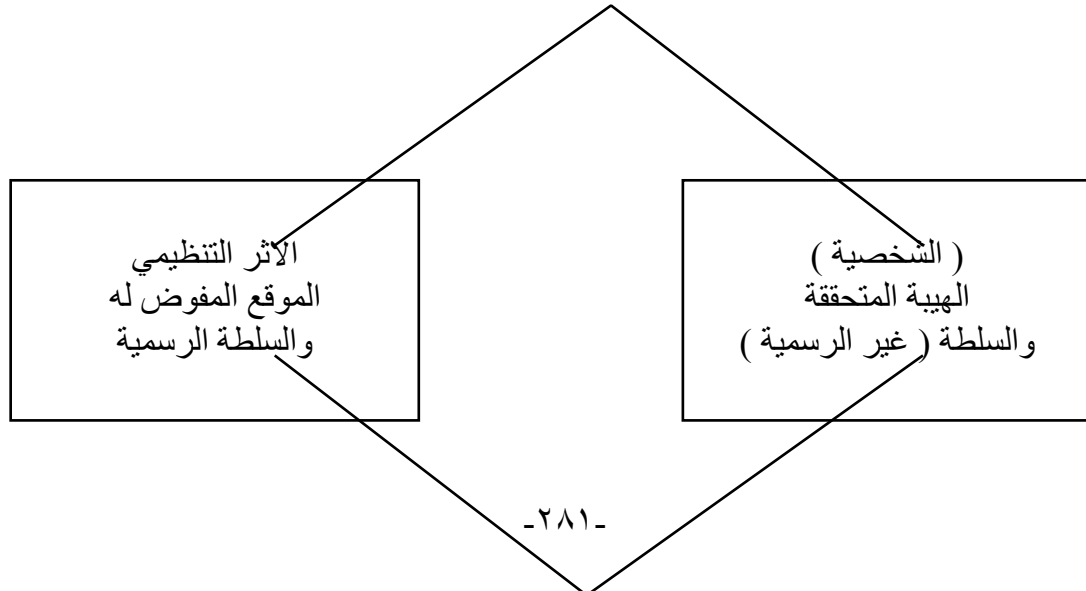 ( الشخصية )
الهيبة المتحققة
والسلطة ( غير الرسمية )
الاثر التنظيمي
الموقع المفوض له
والسلطة الرسمية
-٢٨١-